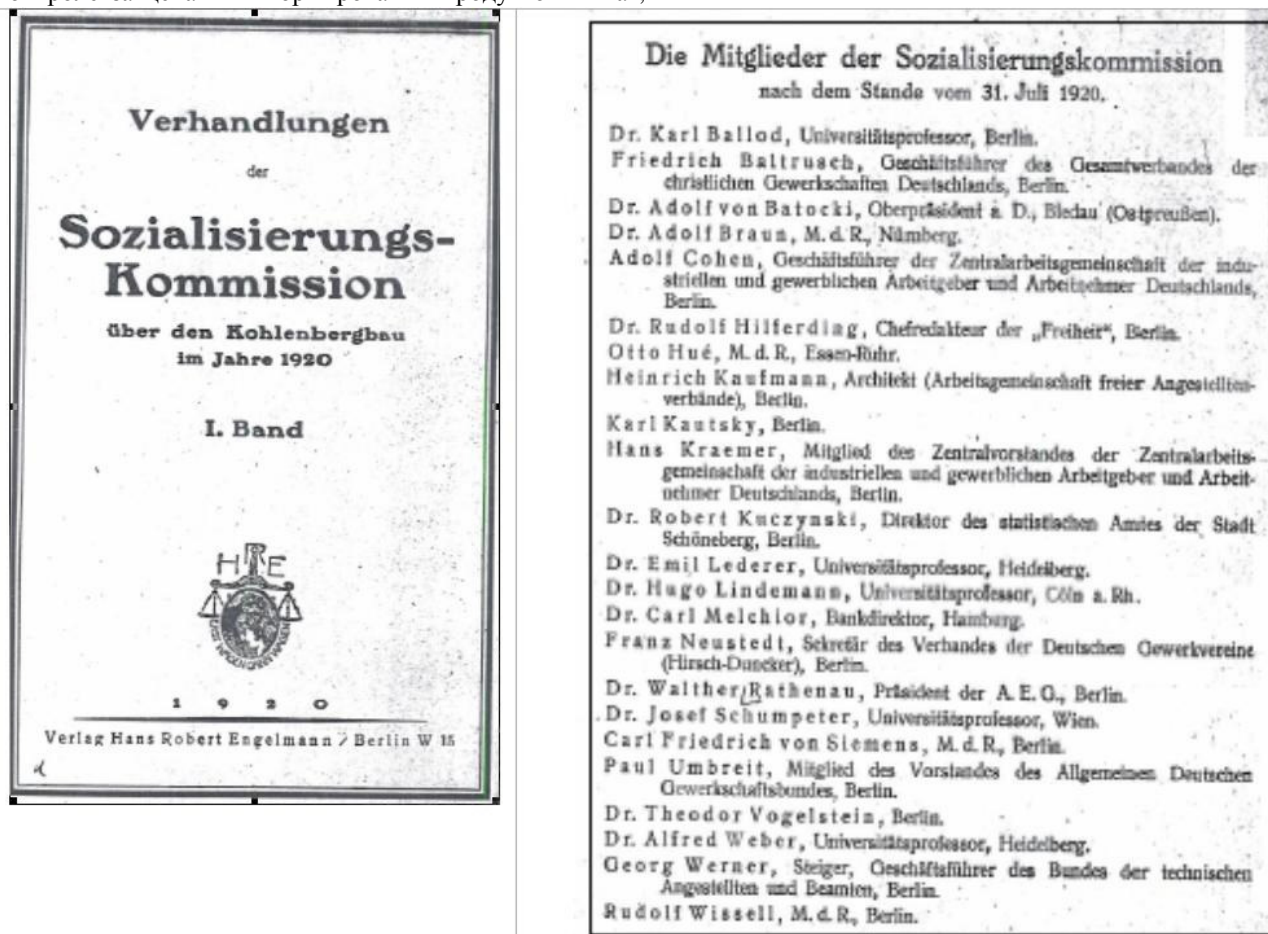 Verhandlungen
der
Sozialisierungs-
Kommission
über den Kohlenbergbau
im Jahre 1920
I. Band
H R E
1920
Verlag Hans Robert Engelmann / Berlin W 15
Die Mitglieder der Sozialisierungskommission
nach dem Stande vom 31. Juli 1920.
Dr. Karl Ballod, Universitätsprofessor, Berlin.
Friedrich Baltrusch, Geschäftsführer des Gesamtverbandes der
christlichen Gewerkschaften Deutschlands, Berlin.
Dr. Adolf von Batocki, Oberpräsident a. D., Bledau (Ostpreußen).
Dr. Adolf Braun, M. d. R., Nürnberg.
Adolf Cohen, Geschäftsführer der Zentralarbeitsgemeinschaft der indu-
striellen und gewerblichen Arbeitgeber und Arbeitnehmer Deutschlands,
Berlin.
Dr. Rudolf Hilferding, Chefredakteur der „Freiheit“, Berlin.
Otto Hué, M. d. R., Essen-Ruhr.
Heinrich Kaufmann, Architekt (Arbeitsgemeinschaft freier Angestellten-
verbände), Berlin.
Karl Kautsky, Berlin.
Hans Kraemer, Mitglied des Zentralvorstandes der Zentralarbeits-
gemeinschaft der industriellen und gewerblichen Arbeitgeber und Arbeit-
nehmer Deutschlands, Berlin.
Dr. Robert Kuczynski, Direktor des statistischen Amtes der Stadt
Schöneberg, Berlin.
Dr. Emil Lederer, Universitätsprofessor, Heidelberg.
Dr. Hugo Lindemann, Universitätsprofessor, Cöln a. Rh.
Dr. Carl Melchior, Bankdirektor, Hamburg.
Franz Neustedt, Sekretär des Verbandes der Deutschen Gewerkvereine
(Hirsch-Duncker), Berlin.
Dr. Walther Rathenau, Präsident der A. E. G., Berlin.
Dr. Josef Schumpeter, Universitätsprofessor, Wien.
Carl Friedrich von Siemens, M. d. R., Berlin.
Paul Umbreit, Mitglied des Vorstandes des Allgemeinen Deutschen
Gewerkschaftsbundes, Berlin.
Dr. Theodor Vogelstein, Berlin.
Dr. Alfred Weber, Universitätsprofessor, Heidelberg.
Georg Werner, Steiger, Geschäftsführer des Bundes der technischen
Angestellten und Beamten, Berlin.
Rudolf Wissell, M. d. R., Berlin.